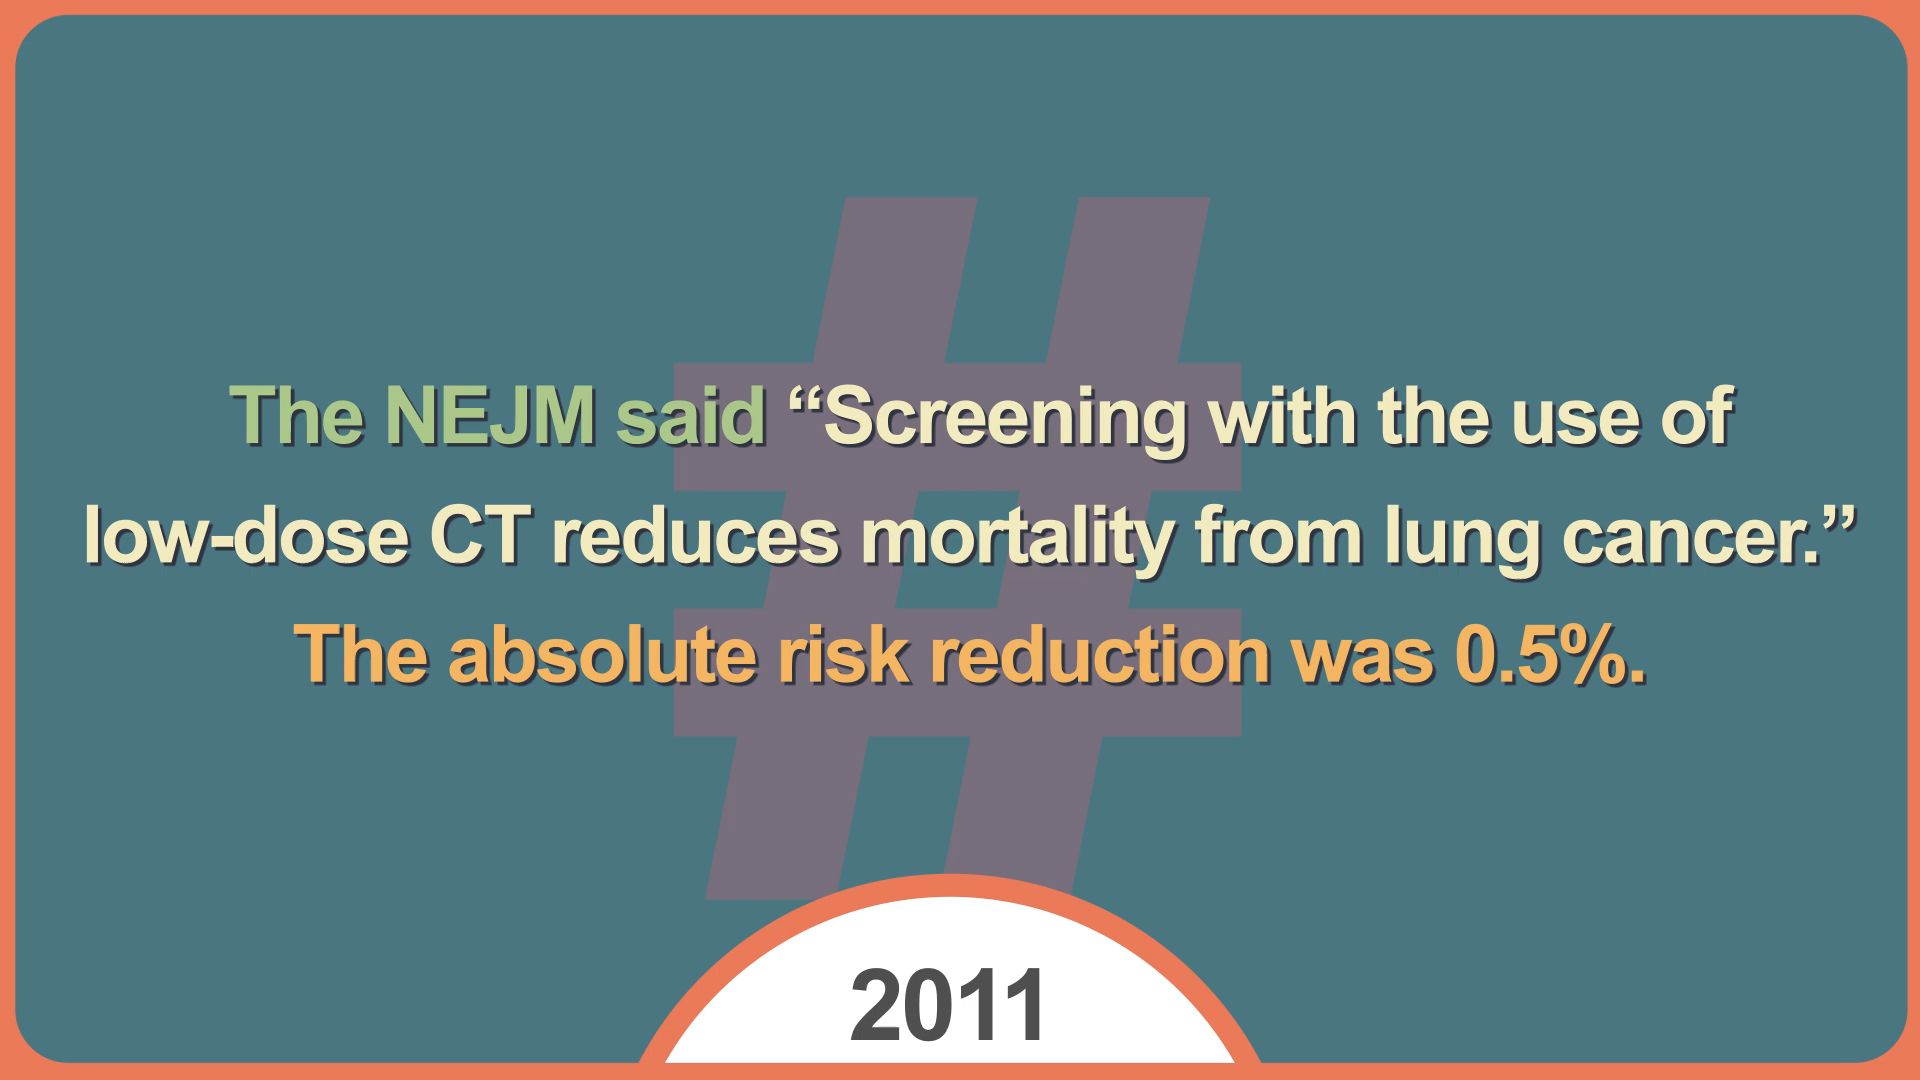 The NEJM said “Screening with the use of
low-dose CT reduces mortality from lung cancer.”
The absolute risk reduction was 0.5%.
#
2011